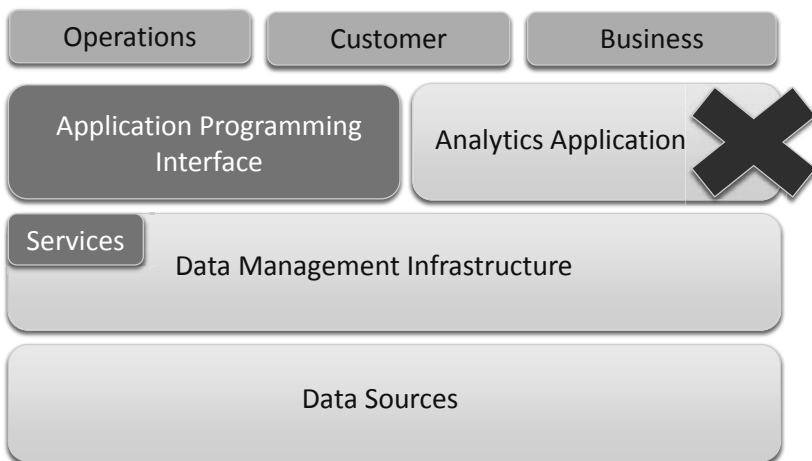 Operations
Customer
Business
Application Programming
Interface
Analytics Application
Services
Data Management Infrastructure
Data Sources